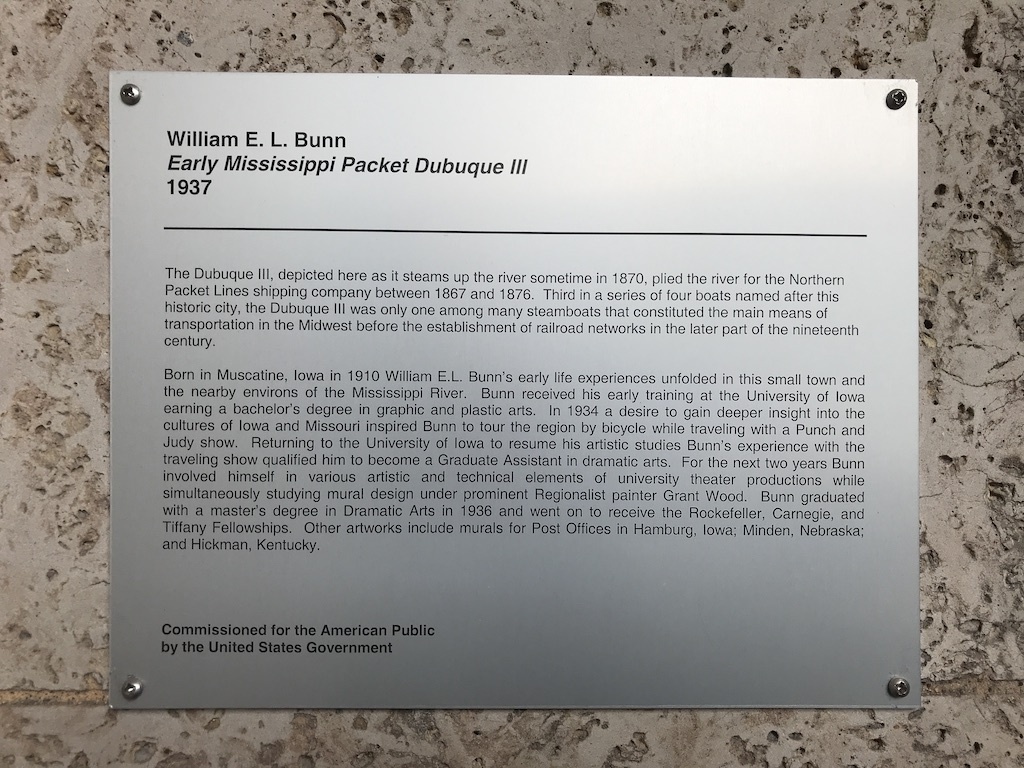 William E. L. Bunn
Early Mississippi Packet Dubuque III
1937
The Dubuque III, depicted here as it steams up the river sometime in 1870, plied the river for the Northern
Packet Lines shipping company between 1867 and 1876. Third in a series of four boats named after this
historic city, the Dubuque III was only one among many steamboats that constituted the main means of
transportation in the Midwest before the establishment of railroad networks in the later part of the nineteenth
century.
Born in Muscatine, Iowa in 1910 William E.L. Bunn's early life experiences unfolded in this small town and
the nearby environs of the Mississippi River. Bunn received his early training at the University of Iowa
earning a bachelor's degree in graphic and plastic arts. In 1934 a desire to gain deeper insight into the
cultures of Iowa and Missouri inspired Bunn to tour the region by bicycle while traveling with a Punch and
Judy show. Returning to the University of Iowa to resume his artistic studies Bunn's experience with the
traveling show qualified him to become a Graduate Assistant in dramatic arts. For the next two years Bunn
involved himself in various artistic and technical elements of university theater productions while
simultaneously studying mural design under prominent Regionalist painter Grant Wood. Bunn graduated
with a master's degree in Dramatic Arts in 1936 and went on to receive the Rockefeller, Carnegie, and
Tiffany Fellowships. Other artworks include murals for Post Offices in Hamburg, Iowa; Minden, Nebraska;
and Hickman, Kentucky.
Commissioned for the American Public
by the United States Government